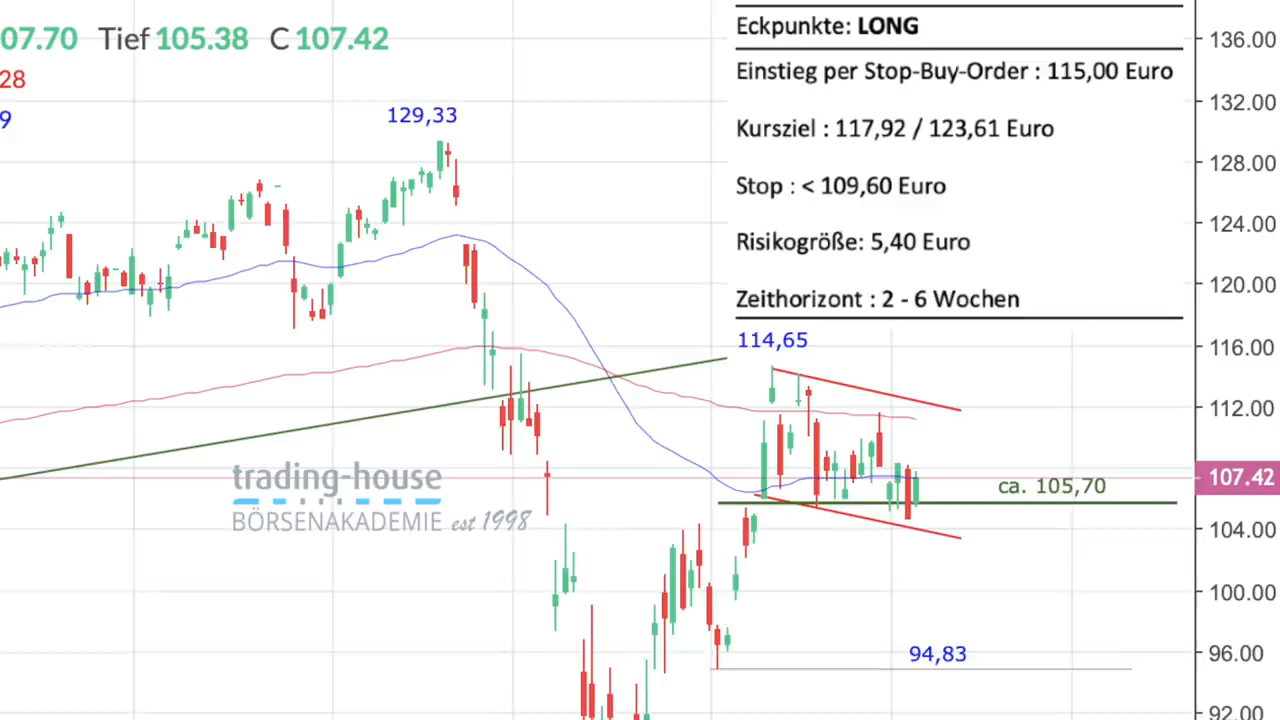 07.70 Tief 105.38 C 107.42
28
9
Eckpunkte: LONG
Einstieg per Stop-Buy-Order : 115,00 Euro
Kursziel : 117,92 / 123,61 Euro
Stop : < 109,60 Euro
Risikogröße: 5,40 Euro
Zeithorizont : 2 - 6 Wochen
129,33
114,65
ca. 105,70
94,83
trading-house
BÖRSENAKADEMIE est 1998
136.00
132.00
128.00
124.00
120.00
116.00
112.00
107.42
104.00
100.00
96.00
92.00